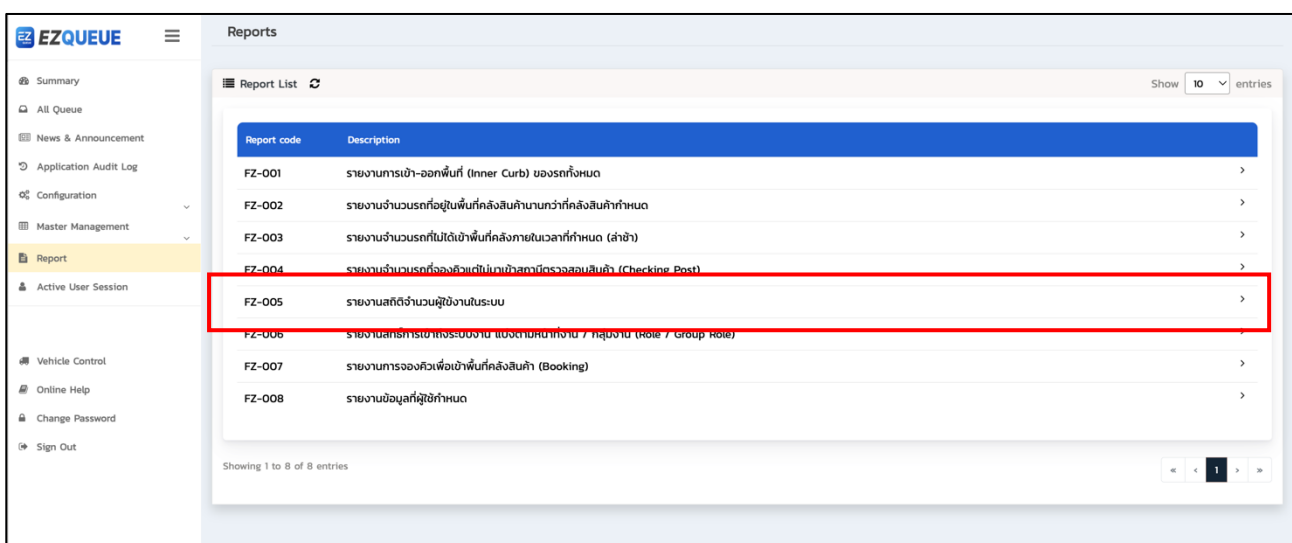 EZ EZQUEUE
Reports
Summary
All Queue
News & Announcement
Application Audit Log
Configuration
Master Management
Report
Active User Session
Vehicle Control
Online Help
Change Password
Sign Out
Report List
Show 10 entries
Report code Description
FZ-001 รายงานการเข้า-ออกพื้นที่ (Inner Curb) ของรถทั้งหมด
FZ-002 รายงานจำนวนรถที่อยู่ในพื้นที่คลังสินค้านานกว่าที่คลังสินค้ากำหนด
FZ-003 รายงานจำนวนรถที่ไม่ได้เข้าพื้นที่คลังภายในเวลาที่กำหนด (ล่าช้า)
FZ-004 รายงานจำนวนรถที่จองคิวแต่ไม่มาเข้าสถานีตรวจสอบสินค้า (Checking Post)
FZ-005 รายงานสถิติจำนวนผู้ใช้งานในระบบ
FZ-006 รายงานสิทธิการเข้าถึงระบบงาน แบ่งตามหน้าที่งาน / กลุ่มงาน (Role / Group Role)
FZ-007 รายงานการจองคิวเพื่อเข้าพื้นที่คลังสินค้า (Booking)
FZ-008 รายงานข้อมูลที่ผู้ใช้กำหนด
Showing 1 to 8 of 8 entries
« ‹ 1 › »